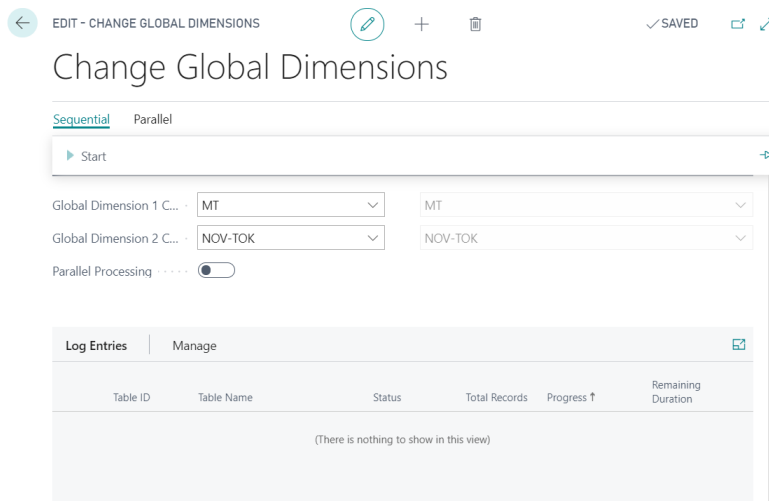 EDIT - CHANGE GLOBAL DIMENSIONS
SAVED
Change Global Dimensions
Sequential Parallel
Start
Global Dimension 1 C... MT MT
Global Dimension 2 C... NOV-TOK NOV-TOK
Parallel Processing
Log Entries Manage
Table ID Table Name Status Total Records Progress ↑ Remaining Duration
(There is nothing to show in this view)